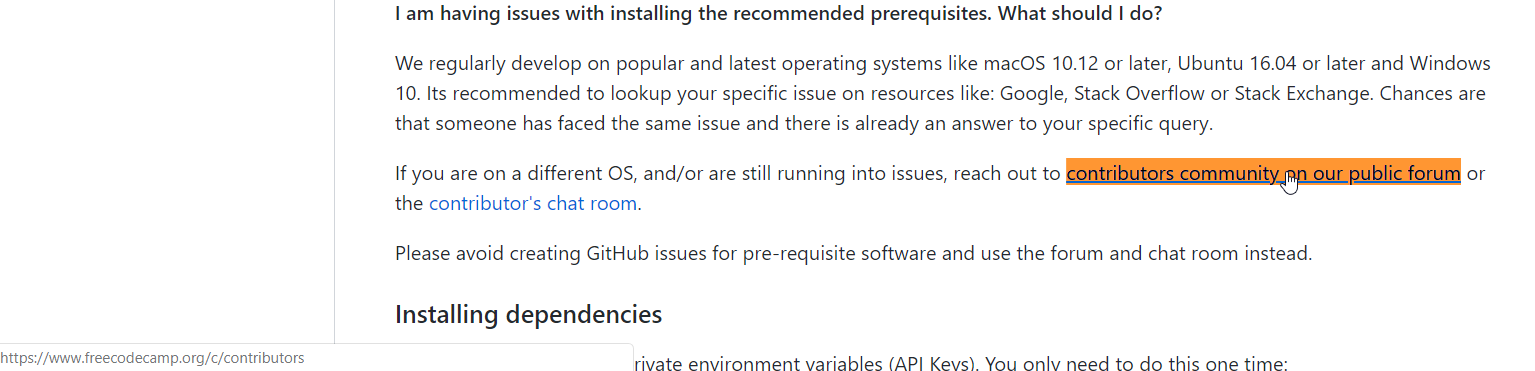 I am having issues with installing the recommended prerequisites. What should I do?
We regularly develop on popular and latest operating systems like macOS 10.12 or later, Ubuntu 16.04 or later and Windows
10. Its recommended to lookup your specific issue on resources like: Google, Stack Overflow or Stack Exchange. Chances are
that someone has faced the same issue and there is already an answer to your specific query.
If you are on a different OS, and/or are still running into issues, reach out to contributors community on our public forum or
the contributor's chat room.
Please avoid creating GitHub issues for pre-requisite software and use the forum and chat room instead.
Installing dependencies
rivate environment variables (API Keys). You only need to do this one time:
https://www.freecodecamp.org/c/contributors